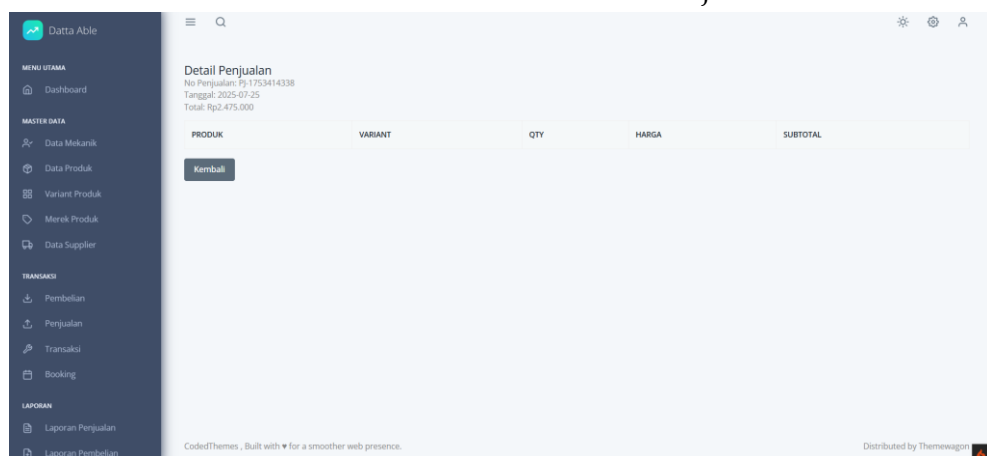 Datta Able
MENU UTAMA
Dashboard
MASTER DATA
Data Mekanik
Data Produk
Variant Produk
Merek Produk
Data Supplier
TRANSAKSI
Pembelian
Penjualan
Transaksi
Booking
LAPORAN
Laporan Penjualan
Laporan Pembelian
Detail Penjualan
No Penjualan: PJ-1753414338
Tanggal: 2025-07-25
Total: Rp2.475.000
PRODUK VARIANT QTY HARGA SUBTOTAL
Kembali
CodedThemes , Built with ♥ for a smoother web presence. Distributed by Themewagon